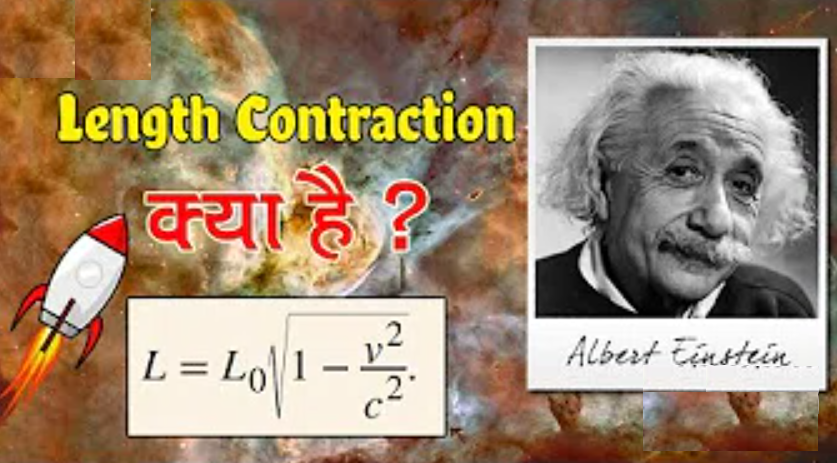 Length Contraction
क्या है ?
L = L₀√1 − v²/c².
Albert Einstein